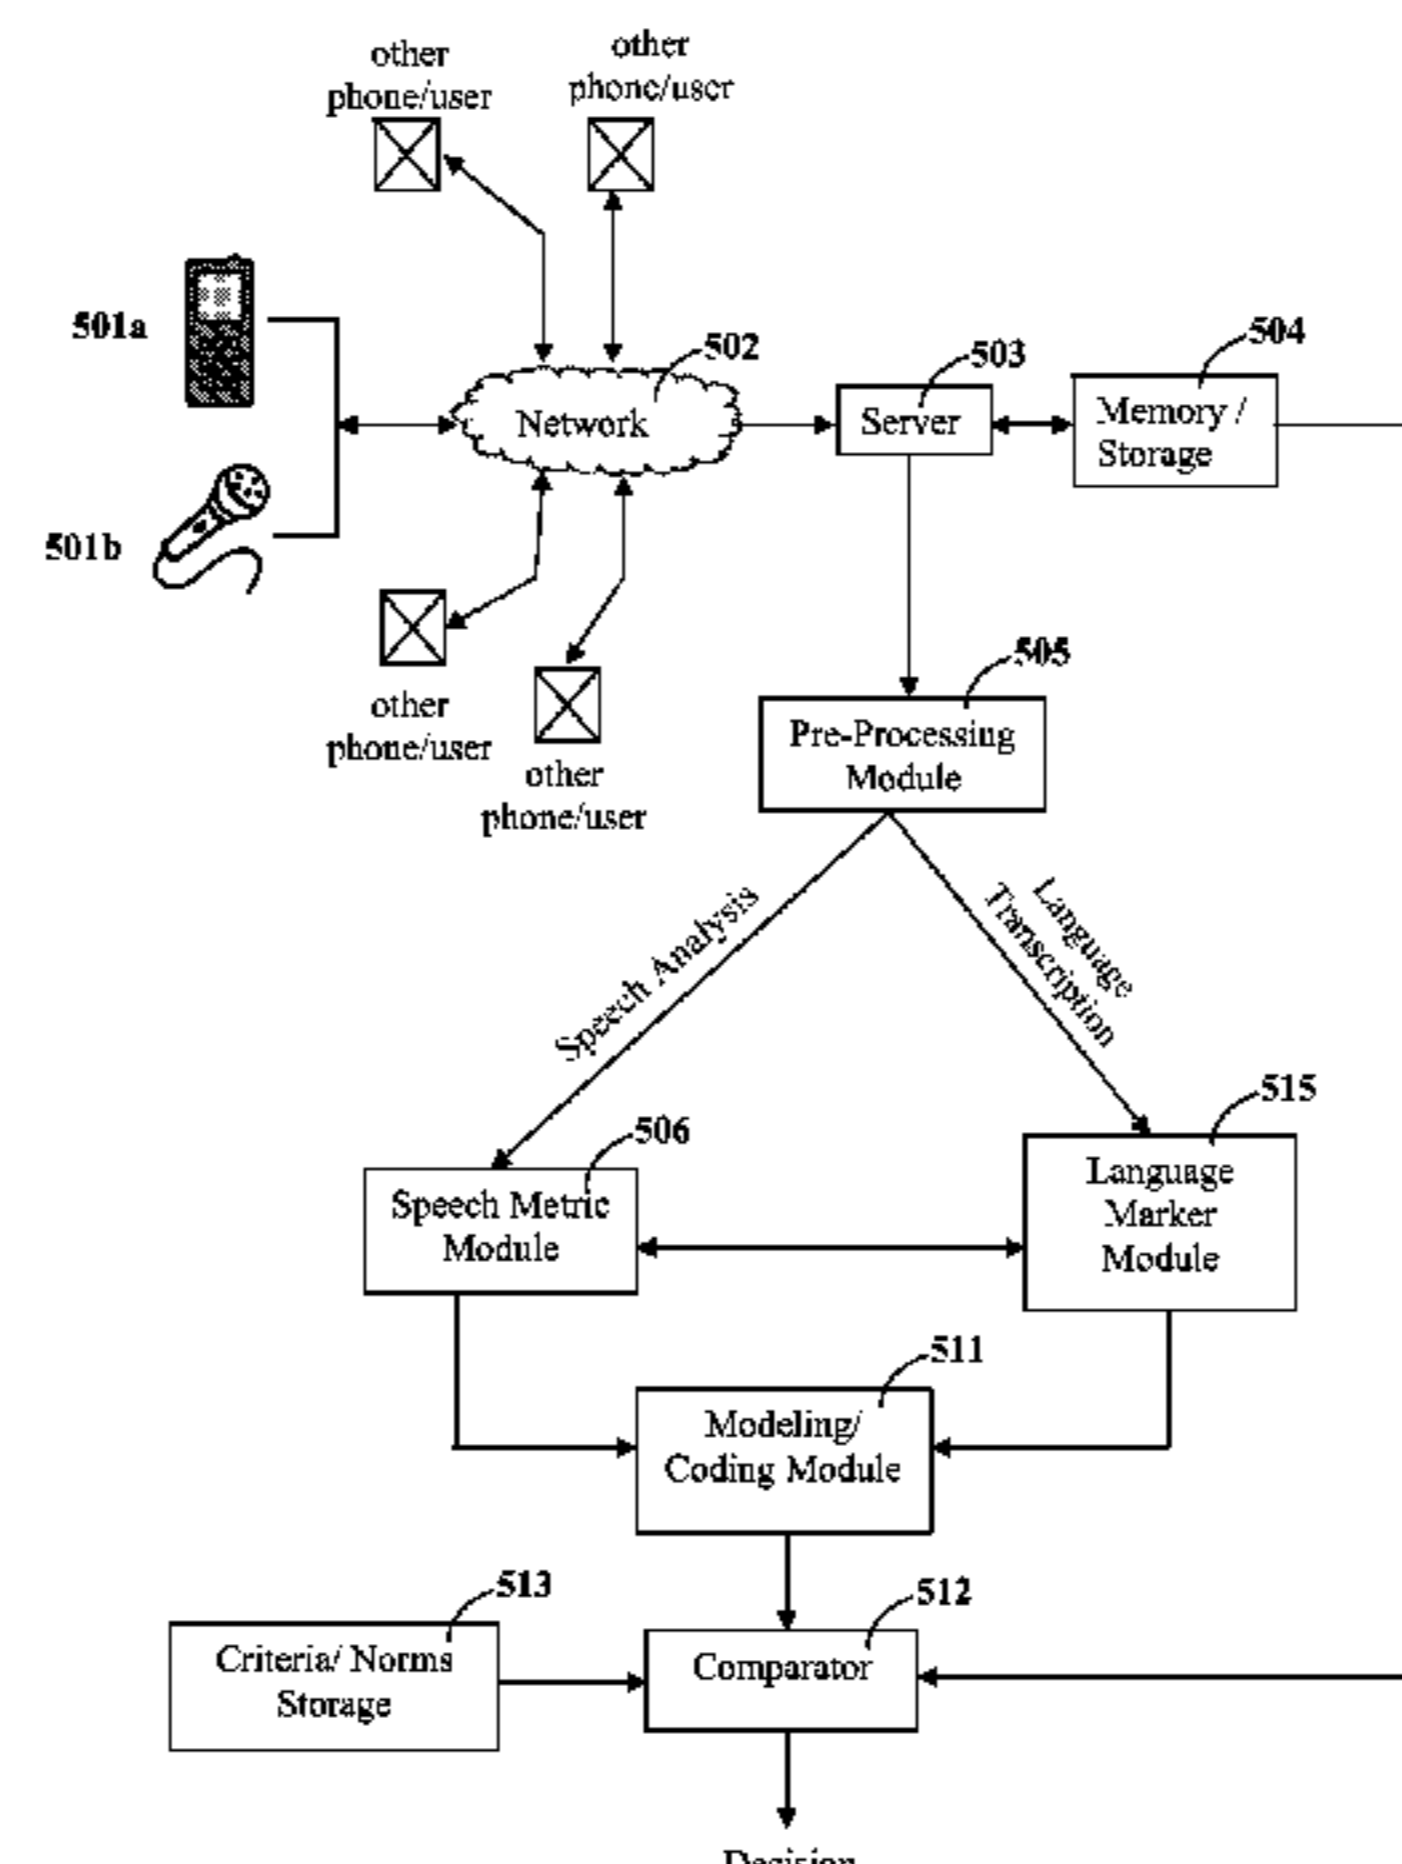 other
phone/user
other
phone/user
501a
502
503
504
Network
Server
Memory /
Storage
501b
505
other
phone/user
Pre-Processing
Module
other
phone/user
Speech Analysis
Language
Transcription
506
515
Speech Metric
Module
Language
Marker
Module
511
Modeling/
Coding Module
513
512
Criteria/ Norms
Storage
Comparator
Decision